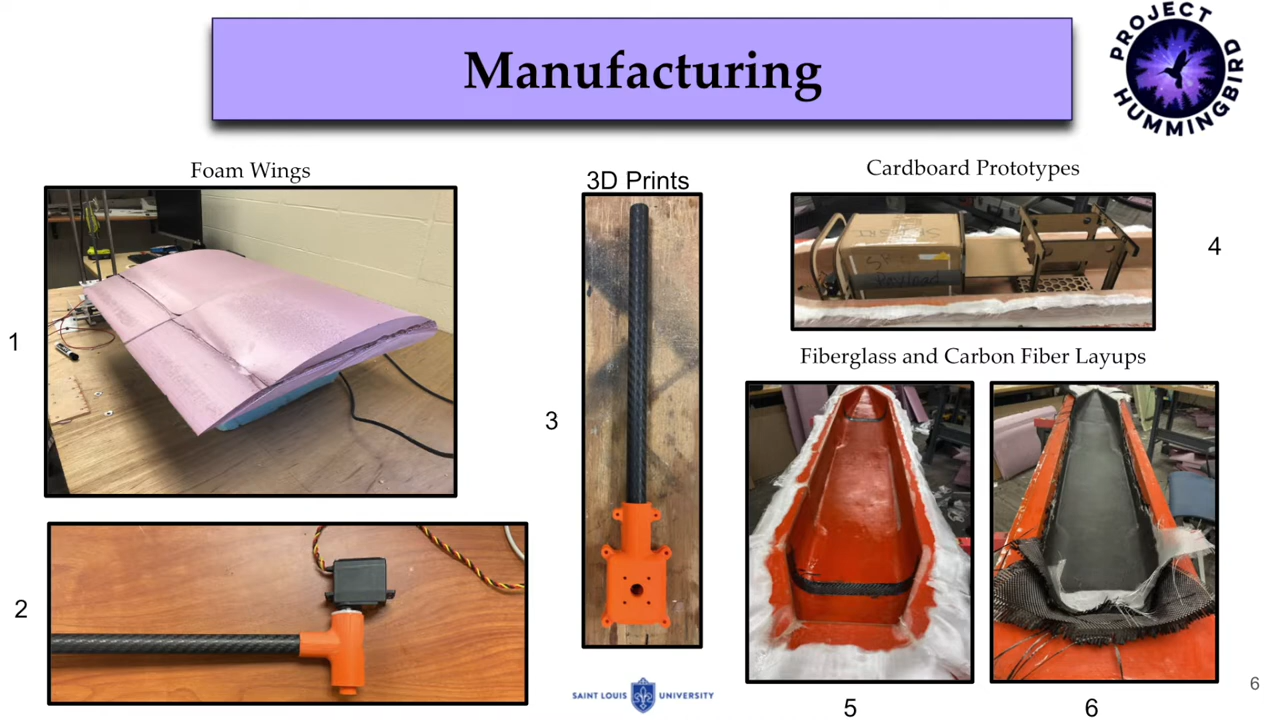 Manufacturing
PROJECT
HUMMINGBIRD
Foam Wings
3D Prints
Cardboard Prototypes
1
4
Payload
Fiberglass and Carbon Fiber Layups
3
2
SAINT LOUIS UNIVERSITY
5
6
6